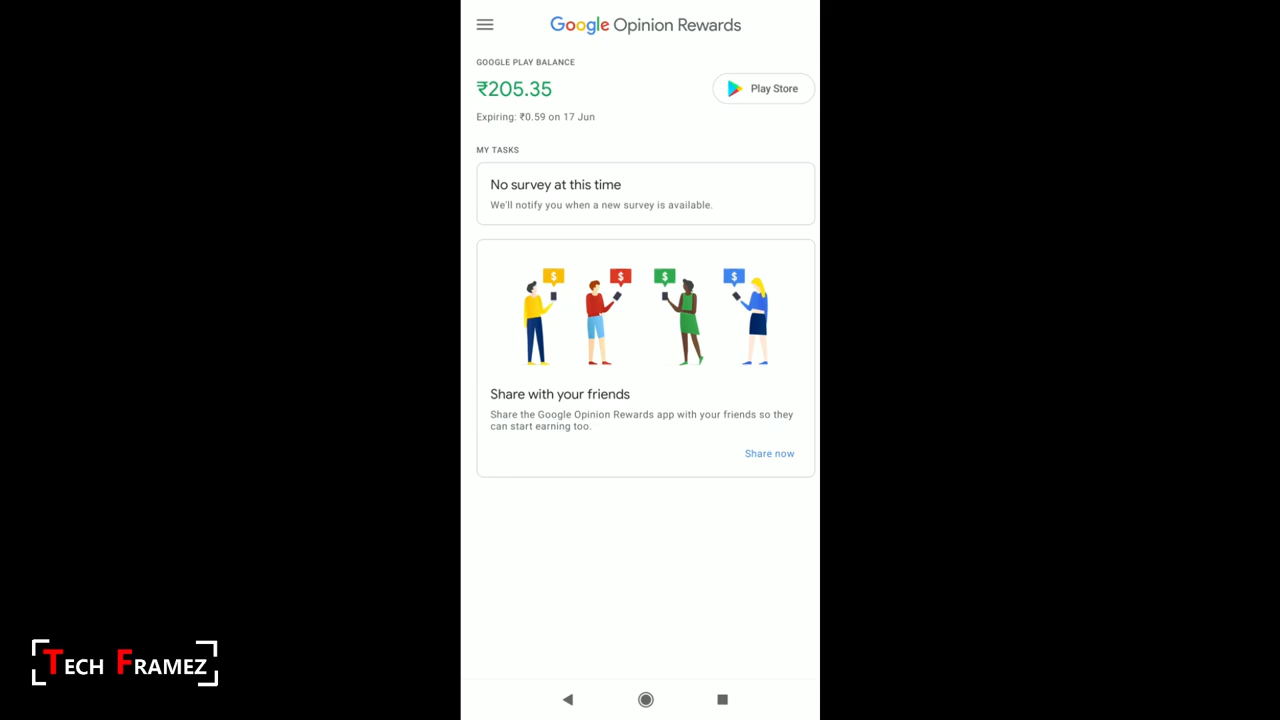 Google Opinion Rewards
GOOGLE PLAY BALANCE
₹205.35
Play Store
Expiring: ₹0.59 on 17 Jun
MY TASKS
No survey at this time
We'll notify you when a new survey is available.
$ $ $ $
Share with your friends
Share the Google Opinion Rewards app with your friends so they
can start earning too.
Share now
TECH FRAMEZ